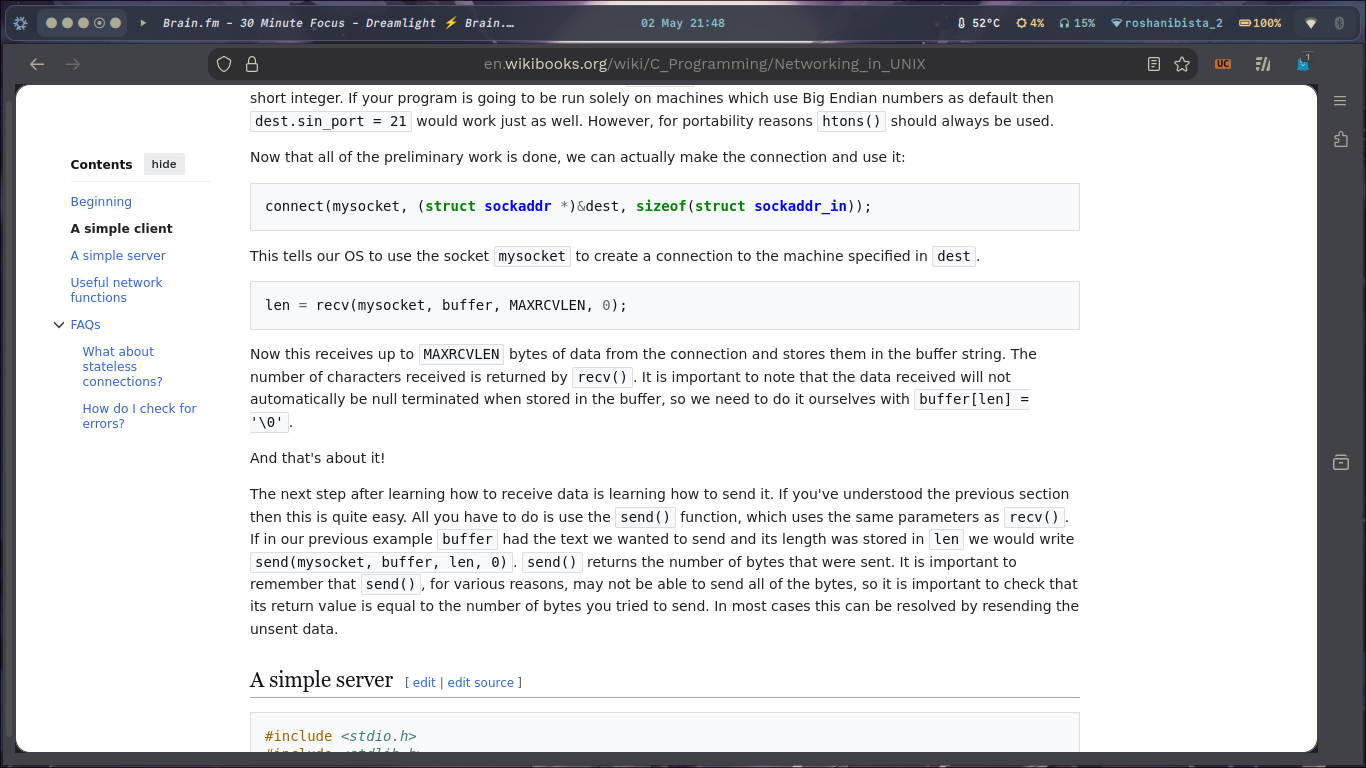 Brain.fm - 30 Minute Focus - Dreamlight ⚡ Brain.…
02 May 21:48
52°C
4%
15%
roshanibista_2
100%
en.wikibooks.org/wiki/C_Programming/Networking_in_UNIX
UC
1
Contents
hide
Beginning
A simple client
A simple server
Useful network
functions
FAQs
What about
stateless
connections?
How do I check for
errors?
short integer. If your program is going to be run solely on machines which use Big Endian numbers as default then
dest.sin_port = 21 would work just as well. However, for portability reasons htons() should always be used.
Now that all of the preliminary work is done, we can actually make the connection and use it:
connect(mysocket, (struct sockaddr *)&dest, sizeof(struct sockaddr_in));
This tells our OS to use the socket mysocket to create a connection to the machine specified in dest.
len = recv(mysocket, buffer, MAXRCVLEN, 0);
Now this receives up to MAXRCVLEN bytes of data from the connection and stores them in the buffer string. The
number of characters received is returned by recv(). It is important to note that the data received will not
automatically be null terminated when stored in the buffer, so we need to do it ourselves with buffer[len] =
'\0'.
And that's about it!
The next step after learning how to receive data is learning how to send it. If you've understood the previous section
then this is quite easy. All you have to do is use the send() function, which uses the same parameters as recv().
If in our previous example buffer had the text we wanted to send and its length was stored in len we would write
send(mysocket, buffer, len, 0). send() returns the number of bytes that were sent. It is important to
remember that send(), for various reasons, may not be able to send all of the bytes, so it is important to check that
its return value is equal to the number of bytes you tried to send. In most cases this can be resolved by resending the
unsent data.
A simple server [ edit | edit source ]
#include <stdio.h>
#include <stdlib.h>